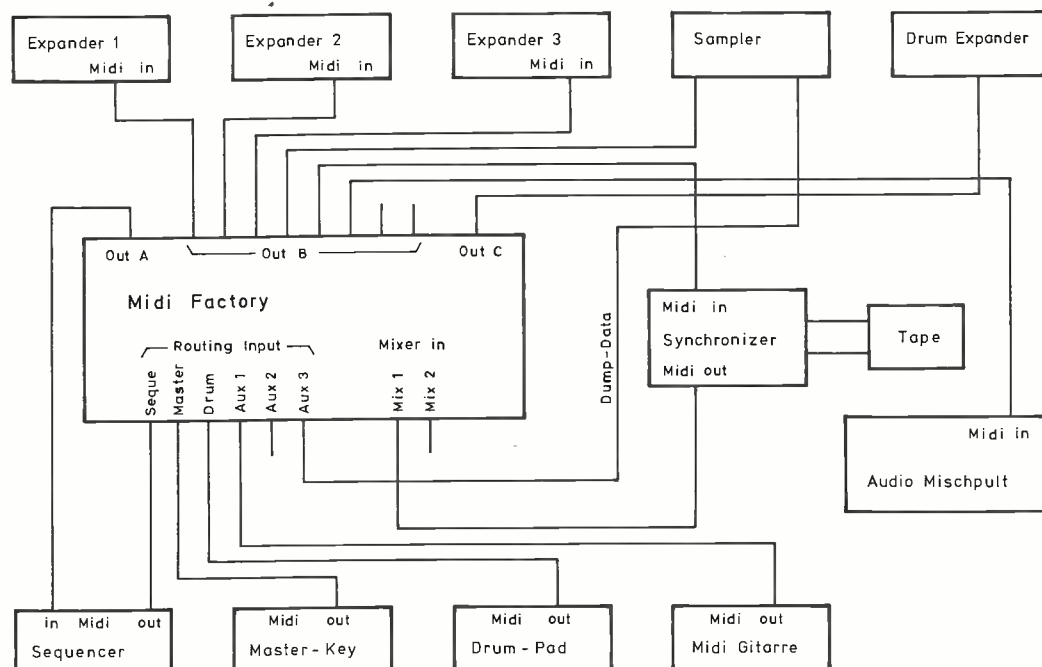 Expander 1
Midi in
Expander 2
Midi in
Expander 3
Midi in
Sampler
Drum Expander
Out A
Out B
Out C
Midi Factory
Routing Input
Mixer in
Seque
Master
Drum
Aux 1
Aux 2
Aux 3
Mix 1
Mix 2
Dump-Data
Midi in
Synchronizer
Midi out
Tape
Midi in
Audio Mischpult
in Midi out
Sequencer
Midi out
Master-Key
Midi out
Drum-Pad
Midi out
Midi Gitarre